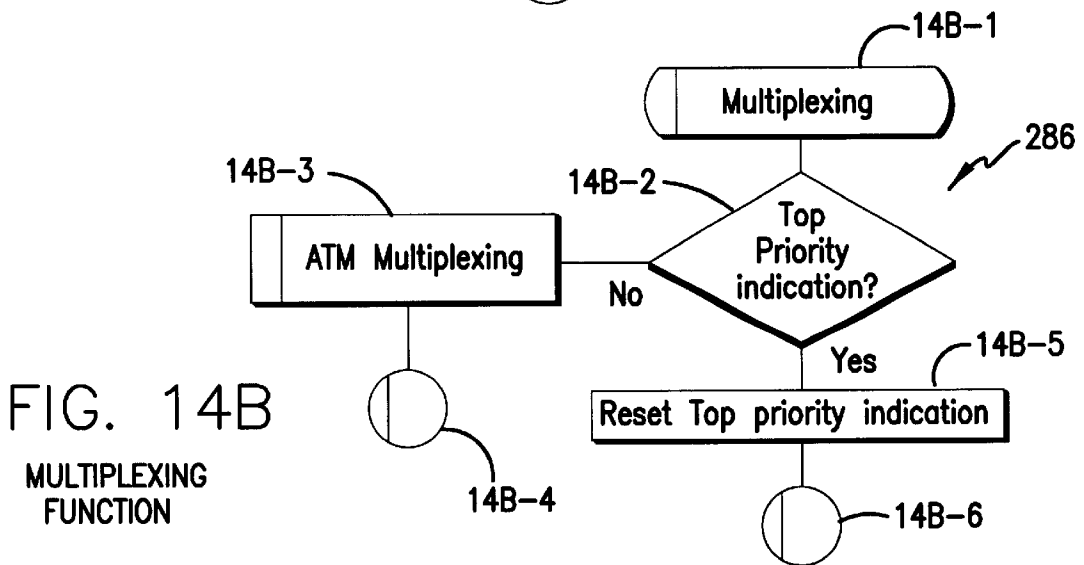 14B-1
Multiplexing
286
14B-3
14B-2
Top
Priority
indication?
ATM Multiplexing
No
Yes
14B-5
Reset Top priority indication
FIG. 14B
MULTIPLEXING
FUNCTION
14B-4
14B-6